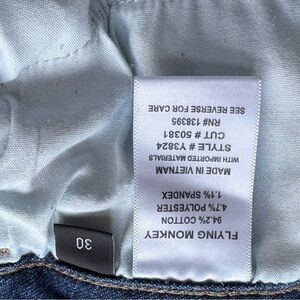 FLYING MONKEY
94.2% COTTON
4.7% POLYESTER
1.1% SPANDEX
MADE IN VIETNAM
WITH IMPORTED MATERIALS
STYLE # Y3824
CUT # 50381
RN# 138395
SEE REVERSE FOR CARE
30